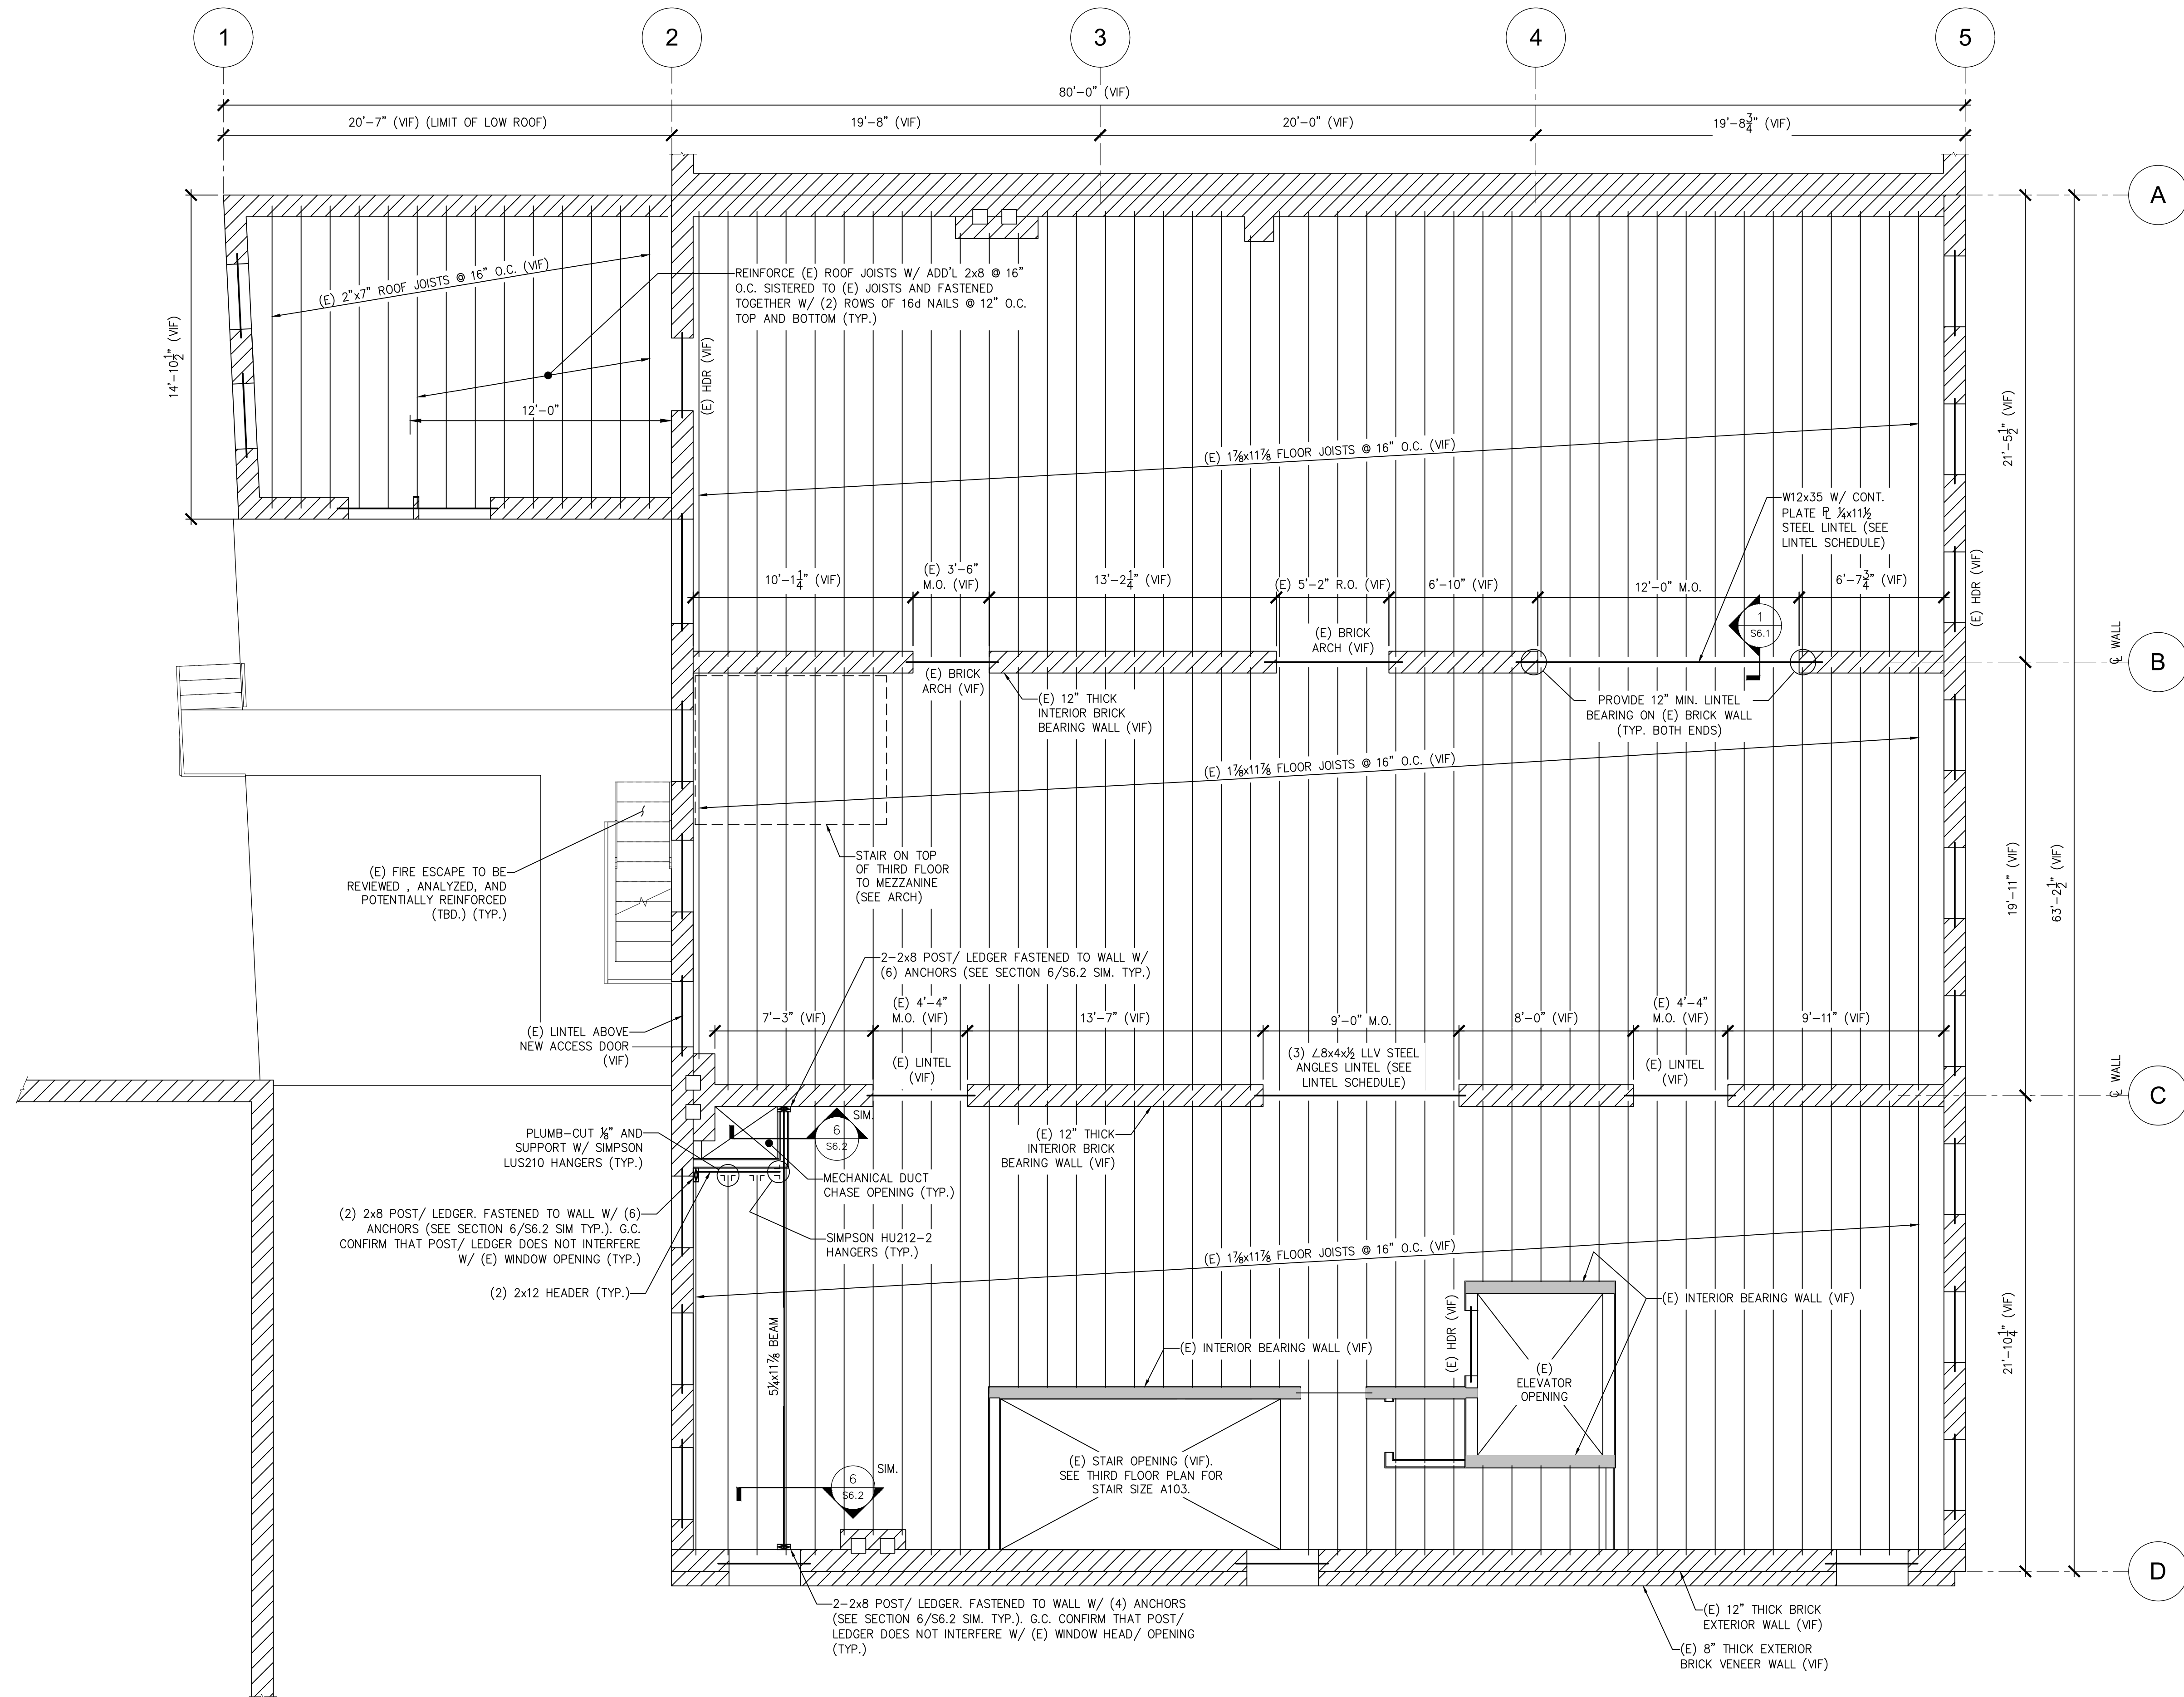 1
2
3
4
5
80'-0" (VIF)
20'-7" (VIF) (LIMIT OF LOW ROOF)
19'-8" (VIF)
20'-0" (VIF)
19'-8 3/4" (VIF)
A
(E) 2"x7" ROOF JOISTS @ 16" O.C. (VIF)
REINFORCE (E) ROOF JOISTS W/ ADD'L 2x8 @ 16"
O.C. SISTERED TO (E) JOISTS AND FASTENED
TOGETHER W/ (2) ROWS OF 16d NAILS @ 12" O.C.
TOP AND BOTTOM (TYP.)
14'-10 1/2" (VIF)
(E) HDR (VIF)
12'-0"
21'-5 1/2" (VIF)
(E) 1⅞x11⅞ FLOOR JOISTS @ 16" O.C. (VIF)
W12x35 W/ CONT.
PLATE ℄ ¼x11½
STEEL LINTEL (SEE
LINTEL SCHEDULE)
10'-1 1/4" (VIF)
(E) 3'-6"
M.O. (VIF)
13'-2 1/4" (VIF)
(E) 5'-2" R.O. (VIF)
6'-10" (VIF)
12'-0" M.O.
6'-7 3/4" (VIF)
(E) HDR (VIF)
1
S6.1
(E) BRICK
ARCH (VIF)
℄ WALL
B
(E) BRICK
ARCH (VIF)
(E) 12" THICK
INTERIOR BRICK
BEARING WALL (VIF)
PROVIDE 12" MIN. LINTEL
BEARING ON (E) BRICK WALL
(TYP. BOTH ENDS)
(E) 1⅞x11⅞ FLOOR JOISTS @ 16" O.C. (VIF)
STAIR ON TOP
OF THIRD FLOOR
TO MEZZANINE
(SEE ARCH)
(E) FIRE ESCAPE TO BE
REVIEWED , ANALYZED, AND
POTENTIALLY REINFORCED
(TBD.) (TYP.)
19'-11" (VIF)
63'-2 1/2" (VIF)
2-2x8 POST/ LEDGER FASTENED TO WALL W/
(6) ANCHORS (SEE SECTION 6/S6.2 SIM. TYP.)
7'-3" (VIF)
(E) 4'-4"
M.O. (VIF)
13'-7" (VIF)
9'-0" M.O.
8'-0" (VIF)
(E) 4'-4"
M.O. (VIF)
9'-11" (VIF)
(E) LINTEL ABOVE
NEW ACCESS DOOR
(VIF)
(E) LINTEL
(VIF)
(3) ∠8x4x½ LLV STEEL
ANGLES LINTEL (SEE
LINTEL SCHEDULE)
(E) LINTEL
(VIF)
℄ WALL
C
SIM.
6
S6.2
PLUMB-CUT ⅛" AND
SUPPORT W/ SIMPSON
LUS210 HANGERS (TYP.)
(E) 12" THICK
INTERIOR BRICK
BEARING WALL (VIF)
MECHANICAL DUCT
CHASE OPENING (TYP.)
(2) 2x8 POST/ LEDGER. FASTENED TO WALL W/ (6)
ANCHORS (SEE SECTION 6/S6.2 SIM TYP.). G.C.
CONFIRM THAT POST/ LEDGER DOES NOT INTERFERE
W/ (E) WINDOW OPENING (TYP.)
SIMPSON HU212-2
HANGERS (TYP.)
(2) 2x12 HEADER (TYP.)
(E) 1⅞x11⅞ FLOOR JOISTS @ 16" O.C. (VIF)
(E) INTERIOR BEARING WALL (VIF)
21'-10 1/4" (VIF)
5¼x11⅞ BEAM
(E) INTERIOR BEARING WALL (VIF)
(E) HDR (VIF)
(E)
ELEVATOR
OPENING
(E) STAIR OPENING (VIF).
SEE THIRD FLOOR PLAN FOR
STAIR SIZE A103.
SIM.
6
S6.2
D
2-2x8 POST/ LEDGER. FASTENED TO WALL W/ (4) ANCHORS
(SEE SECTION 6/S6.2 SIM. TYP.). G.C. CONFIRM THAT POST/
LEDGER DOES NOT INTERFERE W/ (E) WINDOW HEAD/ OPENING
(TYP.)
(E) 12" THICK BRICK
EXTERIOR WALL (VIF)
(E) 8" THICK EXTERIOR
BRICK VENEER WALL (VIF)